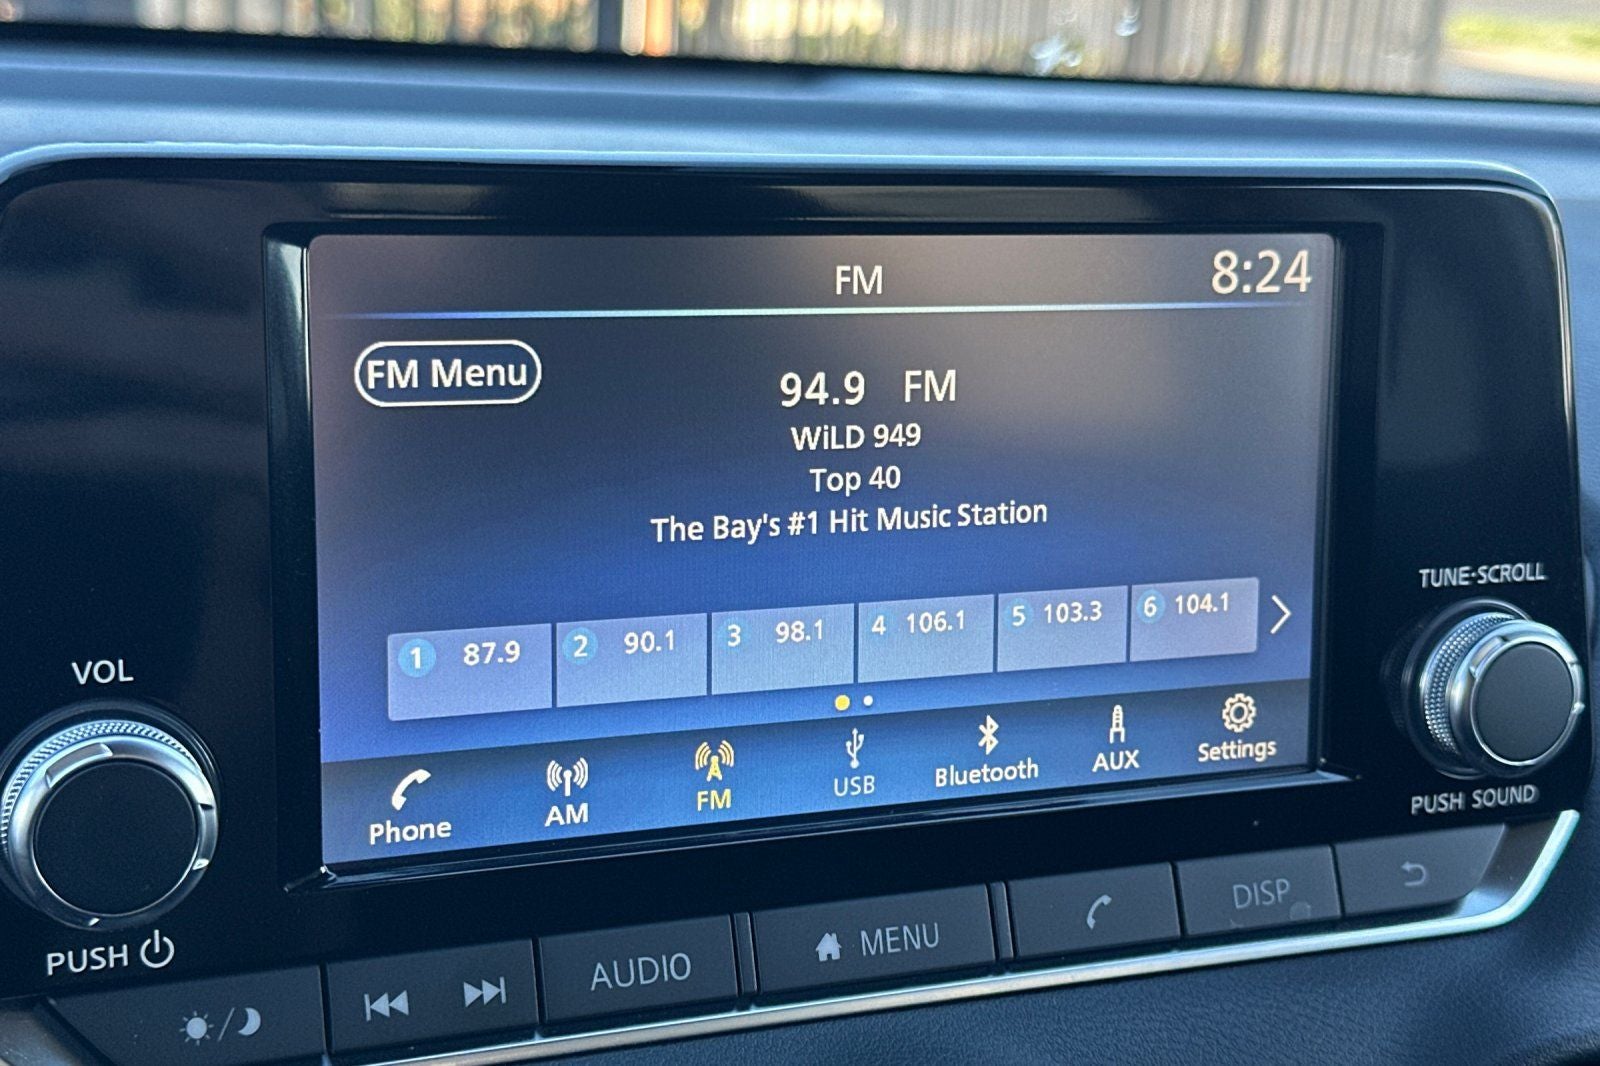 FM
8:24
FM Menu
94.9 FM
WiLD 949
Top 40
The Bay's #1 Hit Music Station
1 87.9
2 90.1
3 98.1
4 106.1
5 103.3
6 104.1
Phone
AM
FM
USB
Bluetooth
AUX
Settings
VOL
PUSH
TUNE·SCROLL
PUSH SOUND
AUDIO
MENU
DISP